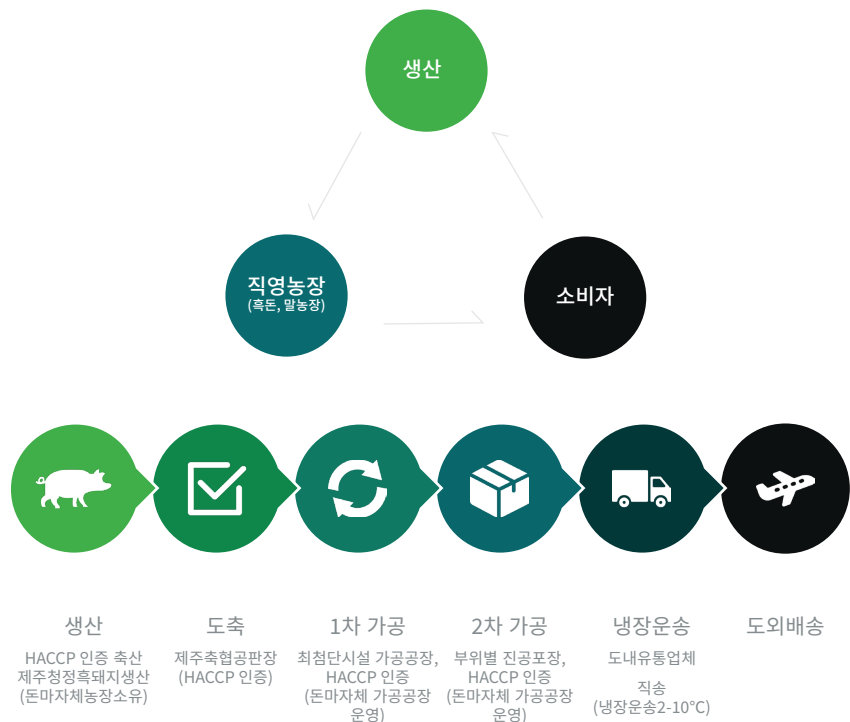 생산
직영농장
(흑돈, 말농장)
소비자
생산
HACCP 인증 축산
제주청정흑돼지생산
(돈마자체농장소유)
도축
제주축협공판장
(HACCP 인증)
1차 가공
최첨단시설 가공공장,
HACCP 인증
(돈마자체 가공공장
운영)
2차 가공
부위별 진공포장,
HACCP 인증
(돈마자체 가공공장
운영)
냉장운송
도내유통업체
직송
(냉장운송2-10℃)
도외배송